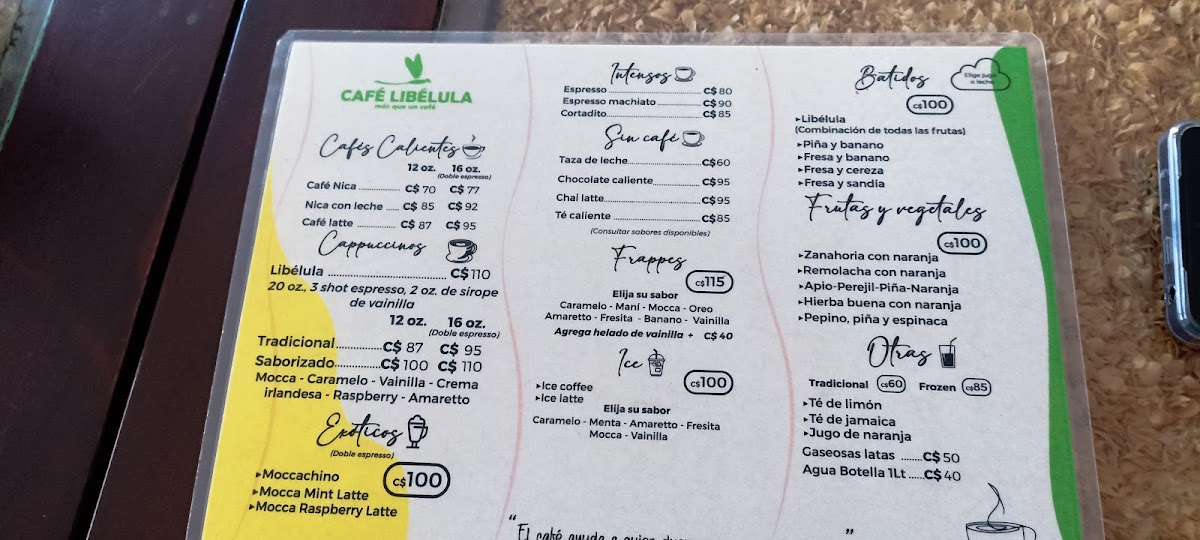 CAFÉ LIBÉLULA
más que un café
Cafés Calientes
12 oz. 16 oz.
(Doble espresso)
Café Nica ............ C$ 70 C$ 77
Nica con leche .... C$ 85 C$ 92
Café latte ............ C$ 87 C$ 95
Cappuccinos
Libélula .............................. C$110
20 oz., 3 shot espresso, 2 oz. de sirope
de vainilla
12 oz. 16 oz.
(Doble espresso)
Tradicional ........... C$ 87 C$ 95
Saborizado ........... C$ 100 C$ 110
Mocca - Caramelo - Vainilla - Crema
irlandesa - Raspberry - Amaretto
Exóticos
(Doble espresso)
C$100
▸Moccachino
▸Mocca Mint Latte
▸Mocca Raspberry Latte
Intensos
Espresso ........................ C$ 80
Espresso machiato ............ C$ 90
Cortadito ........................ C$ 85
Sin café
Taza de leche .................. C$60
Chocolate caliente ............ C$95
Chai latte ........................ C$95
Té caliente ..................... C$85
(Consultar sabores disponibles)
Frappes
C$115
Elija su sabor
Caramelo - Maní - Mocca - Oreo
Amaretto - Fresita - Banano - Vainilla
Agrega helado de vainilla + C$ 40
Ice
C$100
▸Ice coffee
▸Ice latte
Elija su sabor
Caramelo - Menta - Amaretto - Fresita
Mocca - Vainilla
Batidos
Elige jugo
o leche
C$100
▸Libélula
(Combinación de todas las frutas)
▸Piña y banano
▸Fresa y banano
▸Fresa y cereza
▸Fresa y sandía
Frutas y vegetales
C$100
▸Zanahoria con naranja
▸Remolacha con naranja
▸Apio-Perejil-Piña-Naranja
▸Hierba buena con naranja
▸Pepino, piña y espinaca
Otras
Tradicional C$60 Frozen C$85
▸Té de limón
▸Té de jamaica
▸Jugo de naranja
Gaseosas latas ....... C$ 50
Agua Botella 1Lt ..... C$ 40
“El café ayuda a quien ”